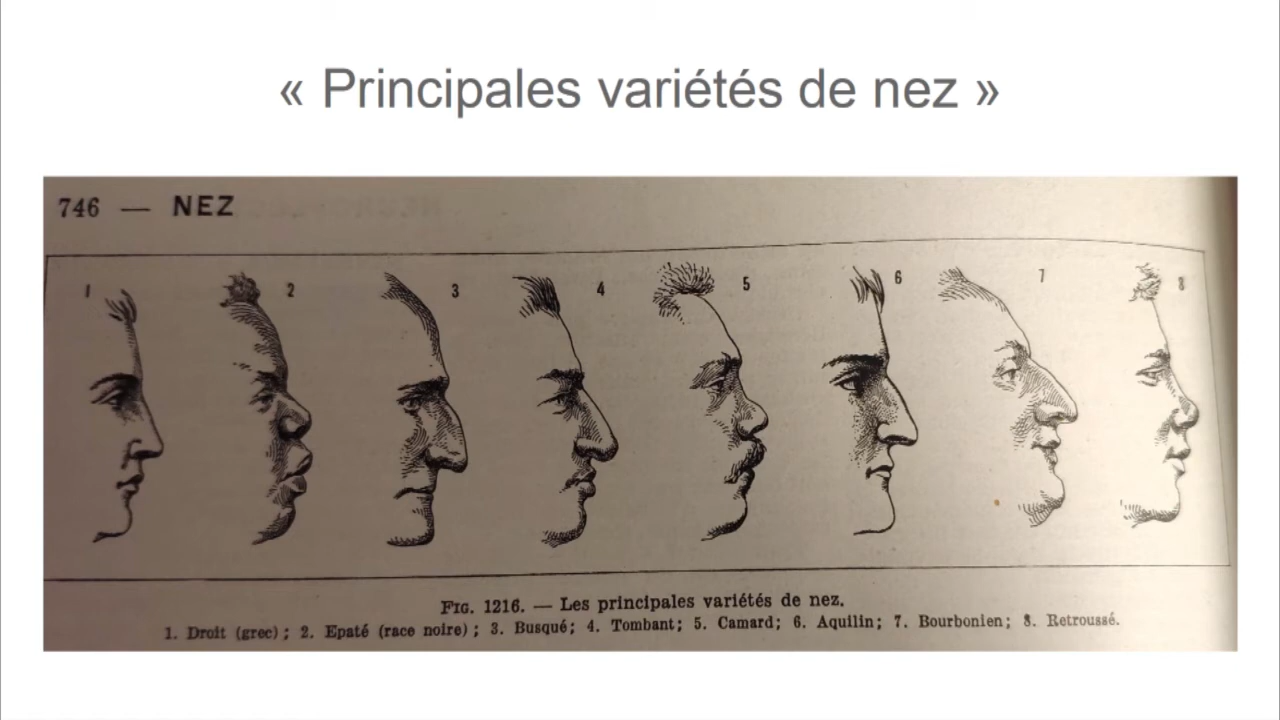 « Principales variétés de nez »
746 — NEZ
1 2 3 4 5 6 7 8
FIG. 1216. — Les principales variétés de nez.
1. Droit (grec) ; 2. Epaté (race noire) ; 3. Busqué; 4. Tombant; 5. Camard; 6. Aquilin; 7. Bourbonien; 8. Retroussé.